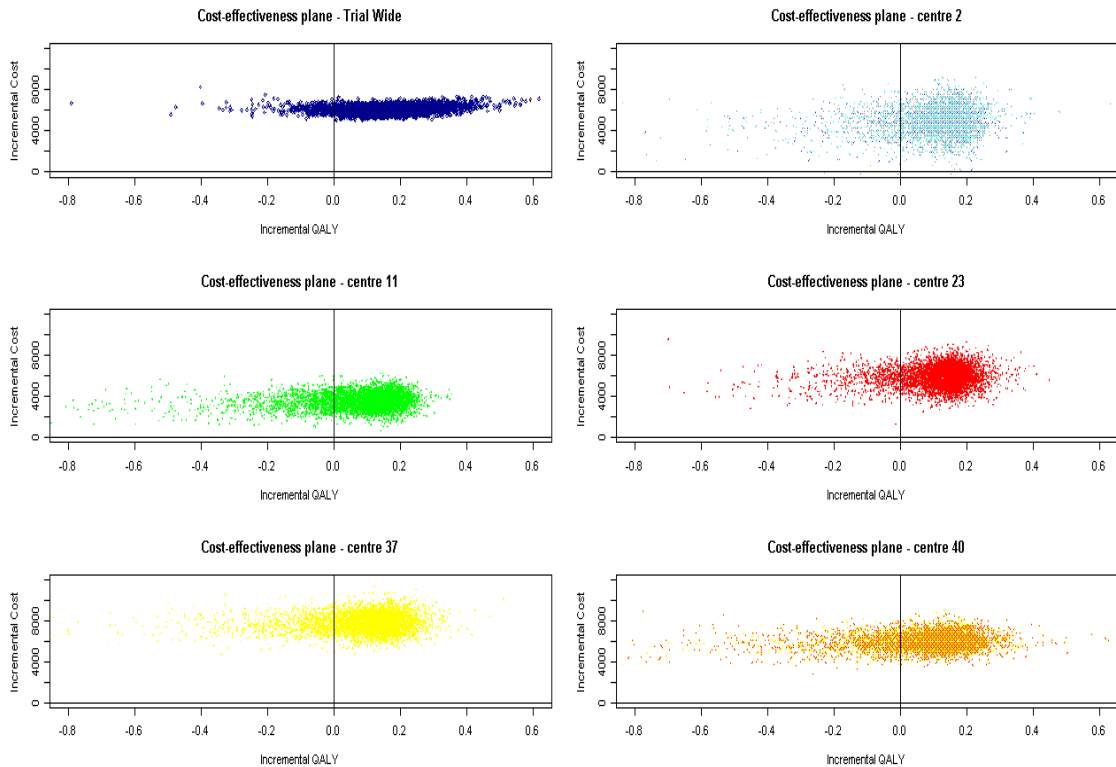 Cost-effectiveness plane - Trial Wide
Incremental Cost
0 4000 8000
-0.8 -0.6 -0.4 -0.2 0.0 0.2 0.4 0.6
Incremental QALY
Cost-effectiveness plane - centre 2
Incremental Cost
0 4000 8000
-0.8 -0.6 -0.4 -0.2 0.0 0.2 0.4 0.6
Incremental QALY
Cost-effectiveness plane - centre 11
Incremental Cost
0 4000 8000
-0.8 -0.6 -0.4 -0.2 0.0 0.2 0.4 0.6
Incremental QALY
Cost-effectiveness plane - centre 23
Incremental Cost
0 4000 8000
-0.8 -0.6 -0.4 -0.2 0.0 0.2 0.4 0.6
Incremental QALY
Cost-effectiveness plane - centre 37
Incremental Cost
0 4000 8000
-0.8 -0.6 -0.4 -0.2 0.0 0.2 0.4 0.6
Incremental QALY
Cost-effectiveness plane - centre 40
Incremental Cost
0 4000 8000
-0.8 -0.6 -0.4 -0.2 0.0 0.2 0.4 0.6
Incremental QALY